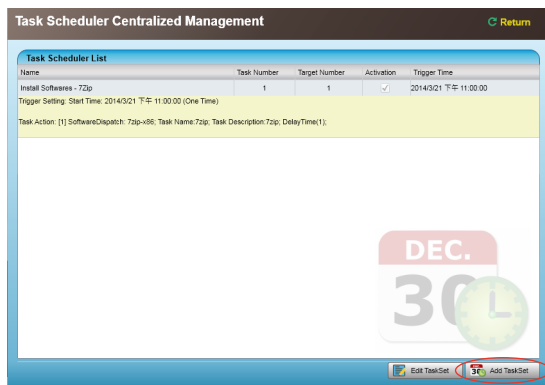 Task Scheduler Centralized Management
Return
Task Scheduler List
Name Task Number Target Number Activation Trigger Time
Install Softwares - 7Zip 1 1 2014/3/21 下午 11:00:00
Trigger Setting: Start Time: 2014/3/21 下午 11:00:00 (One Time)
Task Action: [1] SoftwareDispatch: 7zip-x86; Task Name:7zip; Task Description:7zip; DelayTime(1);
DEC.
30
Edit TaskSet
30 Add TaskSet